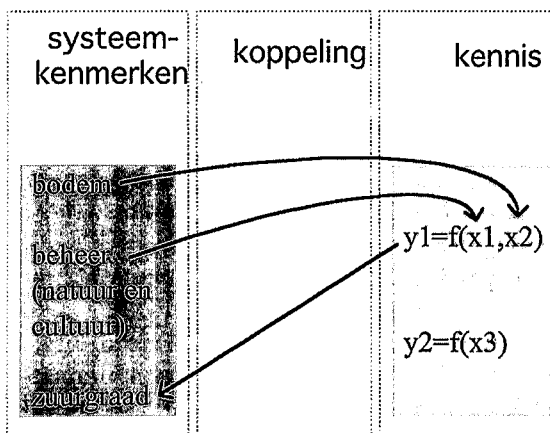 systeem-
kenmerken
koppeling
kennis
bodem
beheer
(natuur en
cultuur)
zuurgraad
y1=f(x1,x2)
y2=f(x3)